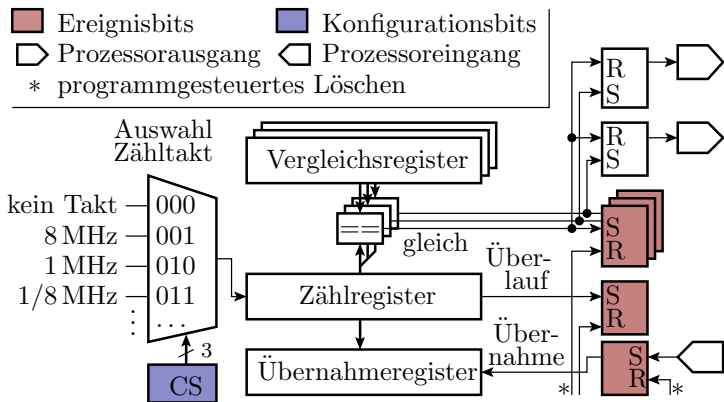 Ereignisbits
Konfigurationsbits
Prozessorausgang
Prozessoreingang
* programmgesteuertes Löschen
R
S
Auswahl
Zähltakt
Vergleichsregister
R
S
kein Takt
000
==
gleich
S
R
8 MHz
001
1 MHz
010
Über-
lauf
1/8 MHz
011
Zählregister
S
R
...
3
Über-
nahme
CS
Übernahmeregister
S
R
*
*